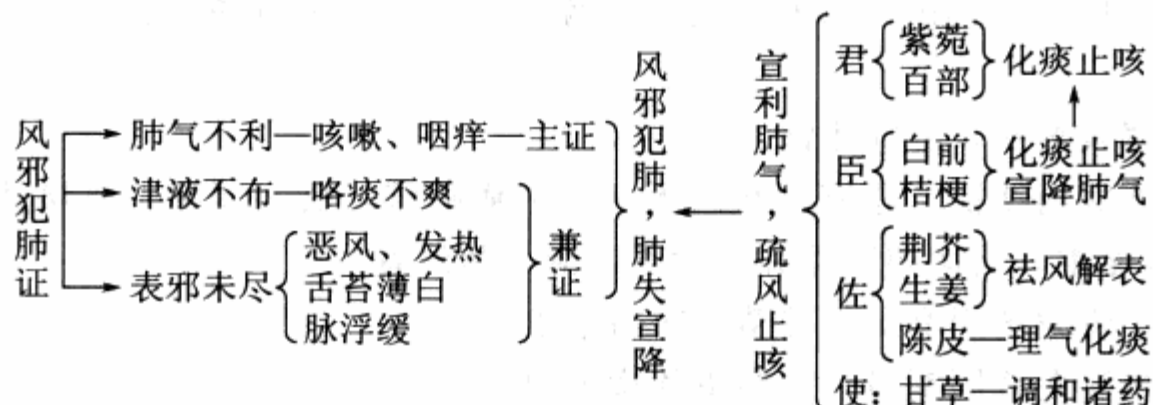 风邪犯肺证
肺气不利—咳嗽、咽痒—主证
津液不布—咯痰不爽
表邪未尽
恶风、发热
舌苔薄白
脉浮缓
兼证
风邪犯肺，肺失宣降
宣利肺气，疏风止咳
君
紫菀
百部
化痰止咳
臣
白前
桔梗
化痰止咳
宣降肺气
佐
荆芥
生姜
祛风解表
陈皮—理气化痰
使：甘草—调和诸药